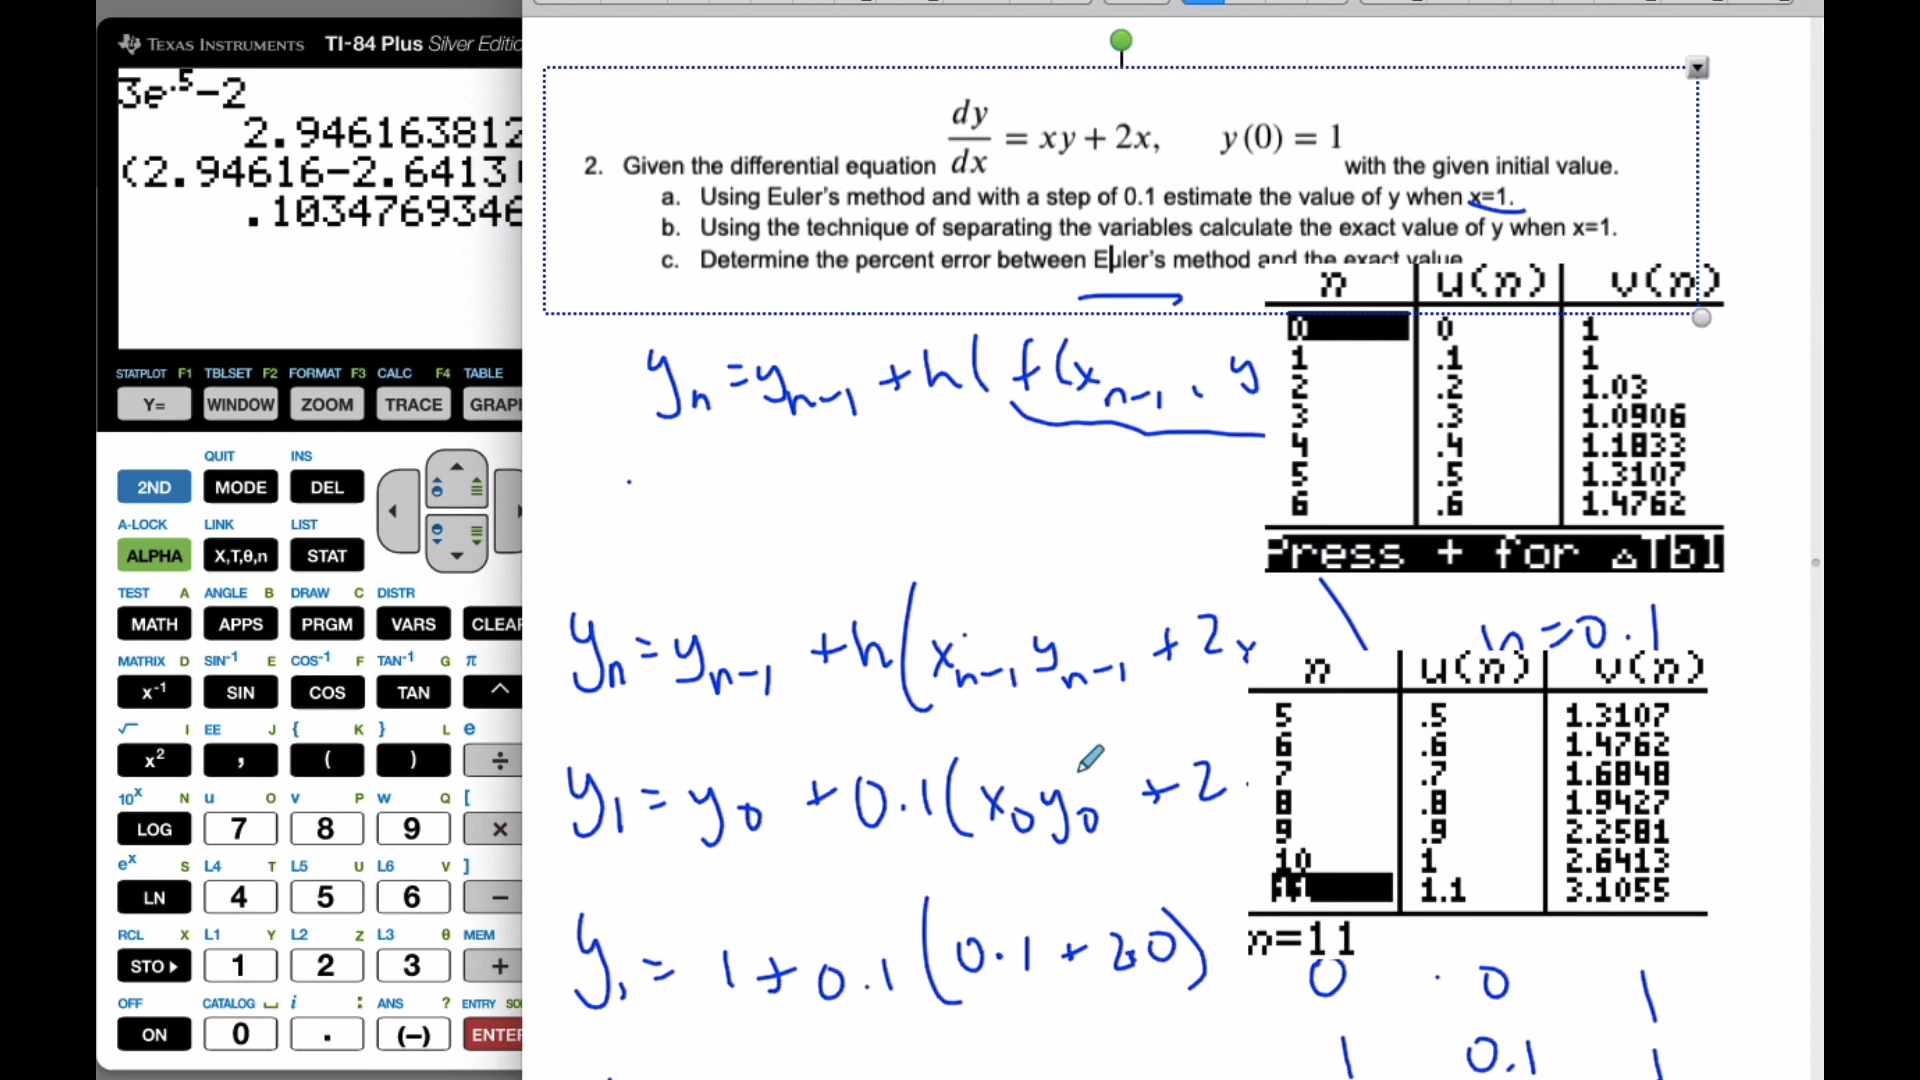 TEXAS INSTRUMENTS TI-84 Plus Silver Editio
3e^.5-2
2.946163812
(2.94616-2.6413
.1034769346
STATPLOT F1 TBLSET F2 FORMAT F3 CALC F4 TABLE
Y= WINDOW ZOOM TRACE GRAP
QUIT INS
2ND MODE DEL
A-LOCK LINK LIST
ALPHA X,T,θ,n STAT
TEST A ANGLE B DRAW C DISTR
MATH APPS PRGM VARS CLEA
MATRIX D SIN⁻¹ E COS⁻¹ F TAN⁻¹ G π
x⁻¹ SIN COS TAN ^
√ I EE J { K } L e
x² , ( ) ÷
10ˣ N u O v P w Q [
LOG 7 8 9 ×
eˣ S L4 T L5 U L6 V ]
LN 4 5 6 −
RCL X L1 Y L2 Z L3 θ MEM
STO▶ 1 2 3 +
OFF CATALOG i : ANS ? ENTRY SO
ON 0 . (−) ENTE
2. Given the differential equation dy/dx = xy + 2x, y(0) = 1 with the given initial value.
a. Using Euler's method and with a step of 0.1 estimate the value of y when x=1.
b. Using the technique of separating the variables calculate the exact value of y when x=1.
c. Determine the percent error between Euler's method and the exact value
n u(n) v(n)
0 0 1
1 .1 1
2 .2 1.03
3 .3 1.0906
4 .4 1.1833
5 .5 1.3107
6 .6 1.4762
Press + for △Tbl
yₙ = yₙ₋₁ + h( f(xₙ₋₁, y
yₙ = yₙ₋₁ + h(xₙ₋₁ yₙ₋₁ + 2x
h=0.1
n u(n) v(n)
5 .5 1.3107
6 .6 1.4762
7 .7 1.6848
8 .8 1.9427
9 .9 2.2581
10 1 2.6413
11 1.1 3.1055
n=11
y₁ = y₀ + 0.1(x₀y₀ + 2·
y₁ = 1 + 0.1(0·1 + 2·0)
0 0 1
1 0.1 1